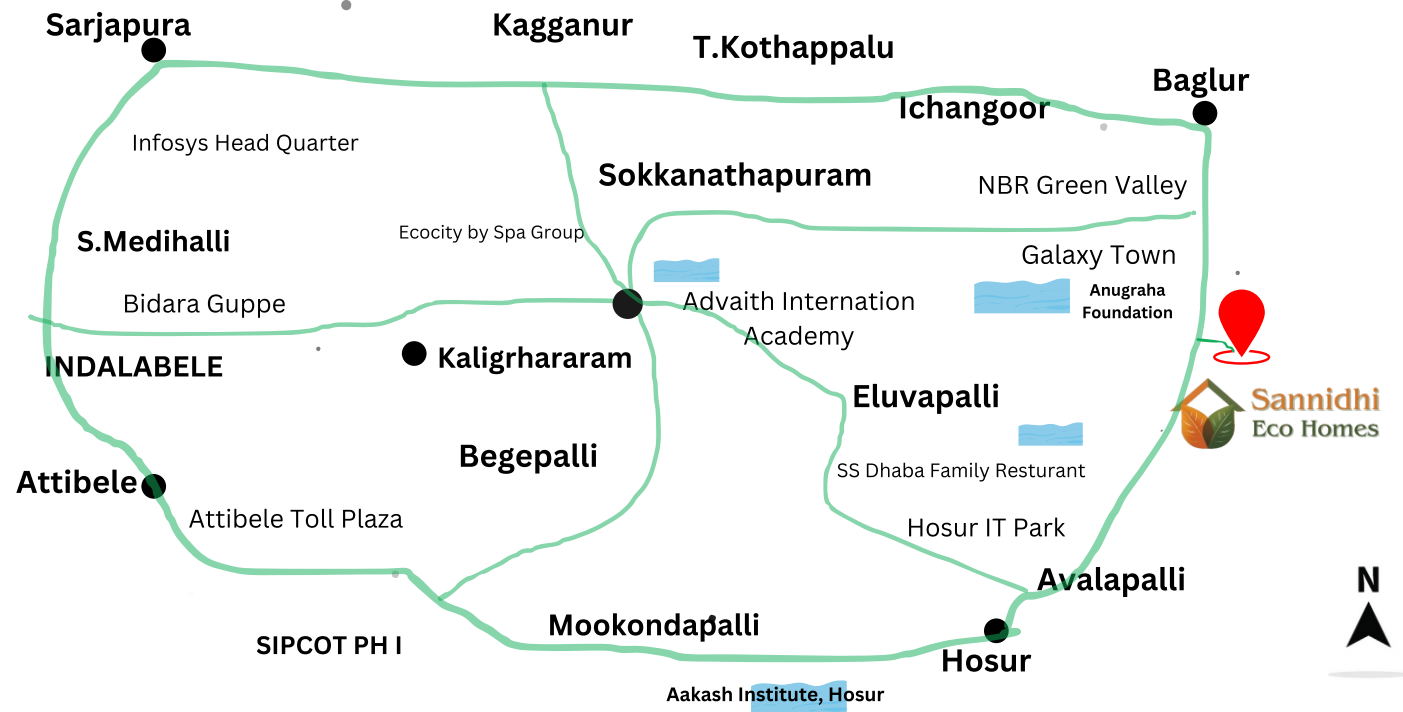 Sarjapura
Kagganur
T.Kothappalu
Baglur
Ichangoor
Infosys Head Quarter
Sokkanathapuram
NBR Green Valley
Ecocity by Spa Group
S.Medihalli
Galaxy Town
Bidara Guppe
Advaith Internation
Academy
Anugraha
Foundation
INDALABELE
Kaligrhararam
Eluvapalli
Sannidhi
Eco Homes
Begepalli
SS Dhaba Family Resturant
Attibele
Attibele Toll Plaza
Hosur IT Park
Avalapalli
N
Mookondapalli
SIPCOT PH I
Hosur
Aakash Institute, Hosur